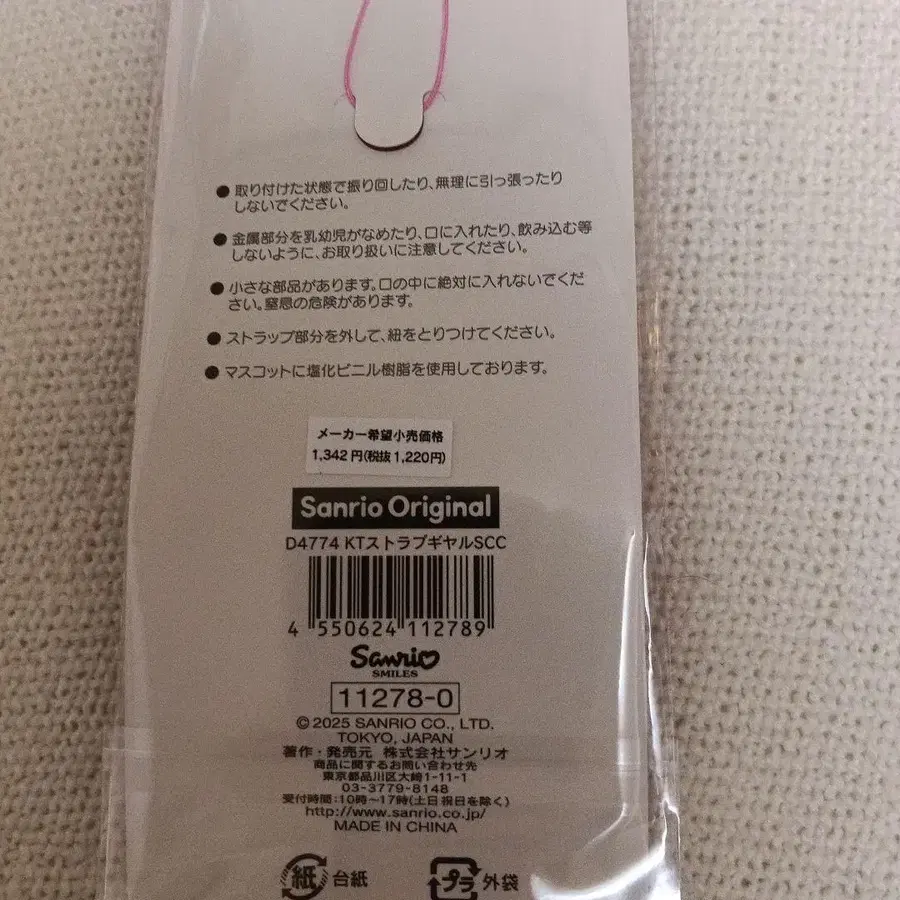 ● 取り付けた状態で振り回したり、無理に引っ張ったり
しないでください。
● 金属部分を乳幼児がなめたり、口に入れたり、飲み込む等
しないように、お取り扱いに注意してください。
● 小さな部品があります。口の中に絶対に入れないでくだ
さい。窒息の危険があります。
● ストラップ部分を外して、紐をとりつけてください。
● マスコットに塩化ビニル樹脂を使用しております。
メーカー希望小売価格
1,342円(税抜1,220円)
Sanrio Original
D4774 KTストラプギヤルSCC
4 550624 112789
Sanrio
SMILES
11278-0
© 2025 SANRIO CO., LTD.
TOKYO, JAPAN
著作・発売元 株式会社サンリオ
商品に関するお問い合わせ先
東京都品川区大崎1-11-1
03-3779-8148
受付時間:10時~17時(土日祝日を除く)
http://www.sanrio.co.jp/
MADE IN CHINA
紙 台紙 プラ 外袋